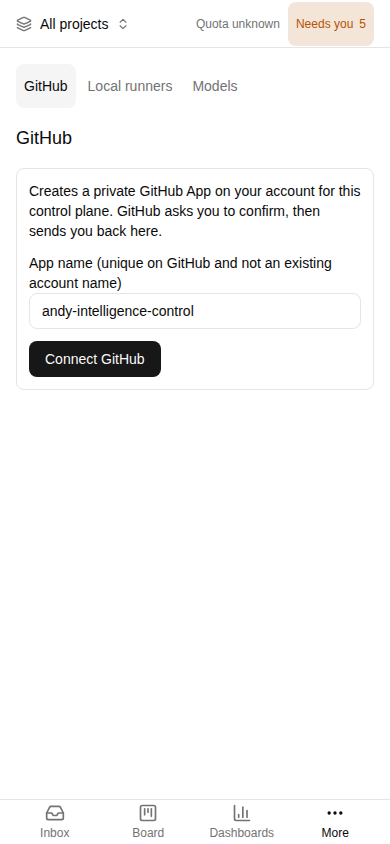 All projects
Quota unknown
Needs you 5
GitHub
Local runners
Models
GitHub
Creates a private GitHub App on your account for this
control plane. GitHub asks you to confirm, then
sends you back here.
App name (unique on GitHub and not an existing
account name)
andy-intelligence-control
Connect GitHub
Inbox
Board
Dashboards
More